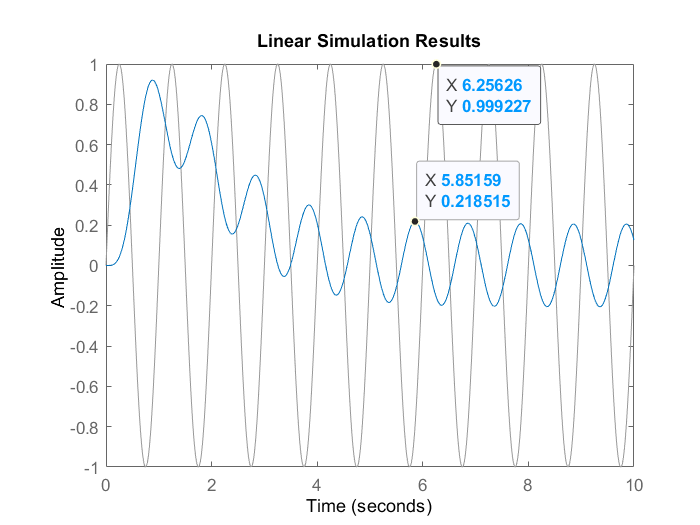 Linear Simulation Results
X 6.25626
Y 0.999227
X 5.85159
Y 0.218515
Amplitude
1
0.8
0.6
0.4
0.2
0
-0.2
-0.4
-0.6
-0.8
-1
0 2 4 6 8 10
Time (seconds)